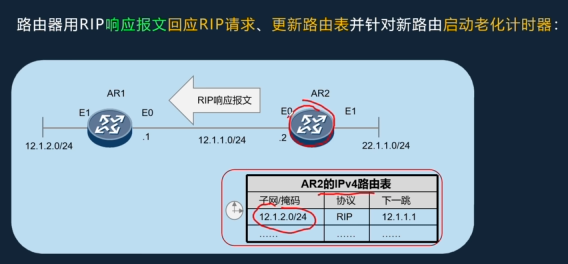 路由器用RIP响应报文回应RIP请求、更新路由表并针对新路由启动老化计时器：
AR1
RIP响应报文
AR2
E1
E0
E0
E1
.1
.2
12.1.2.0/24
12.1.1.0/24
22.1.1.0/24
AR2的IPv4路由表
子网/掩码 协议 下一跳
12.1.2.0/24 RIP 12.1.1.1
…… …… ……